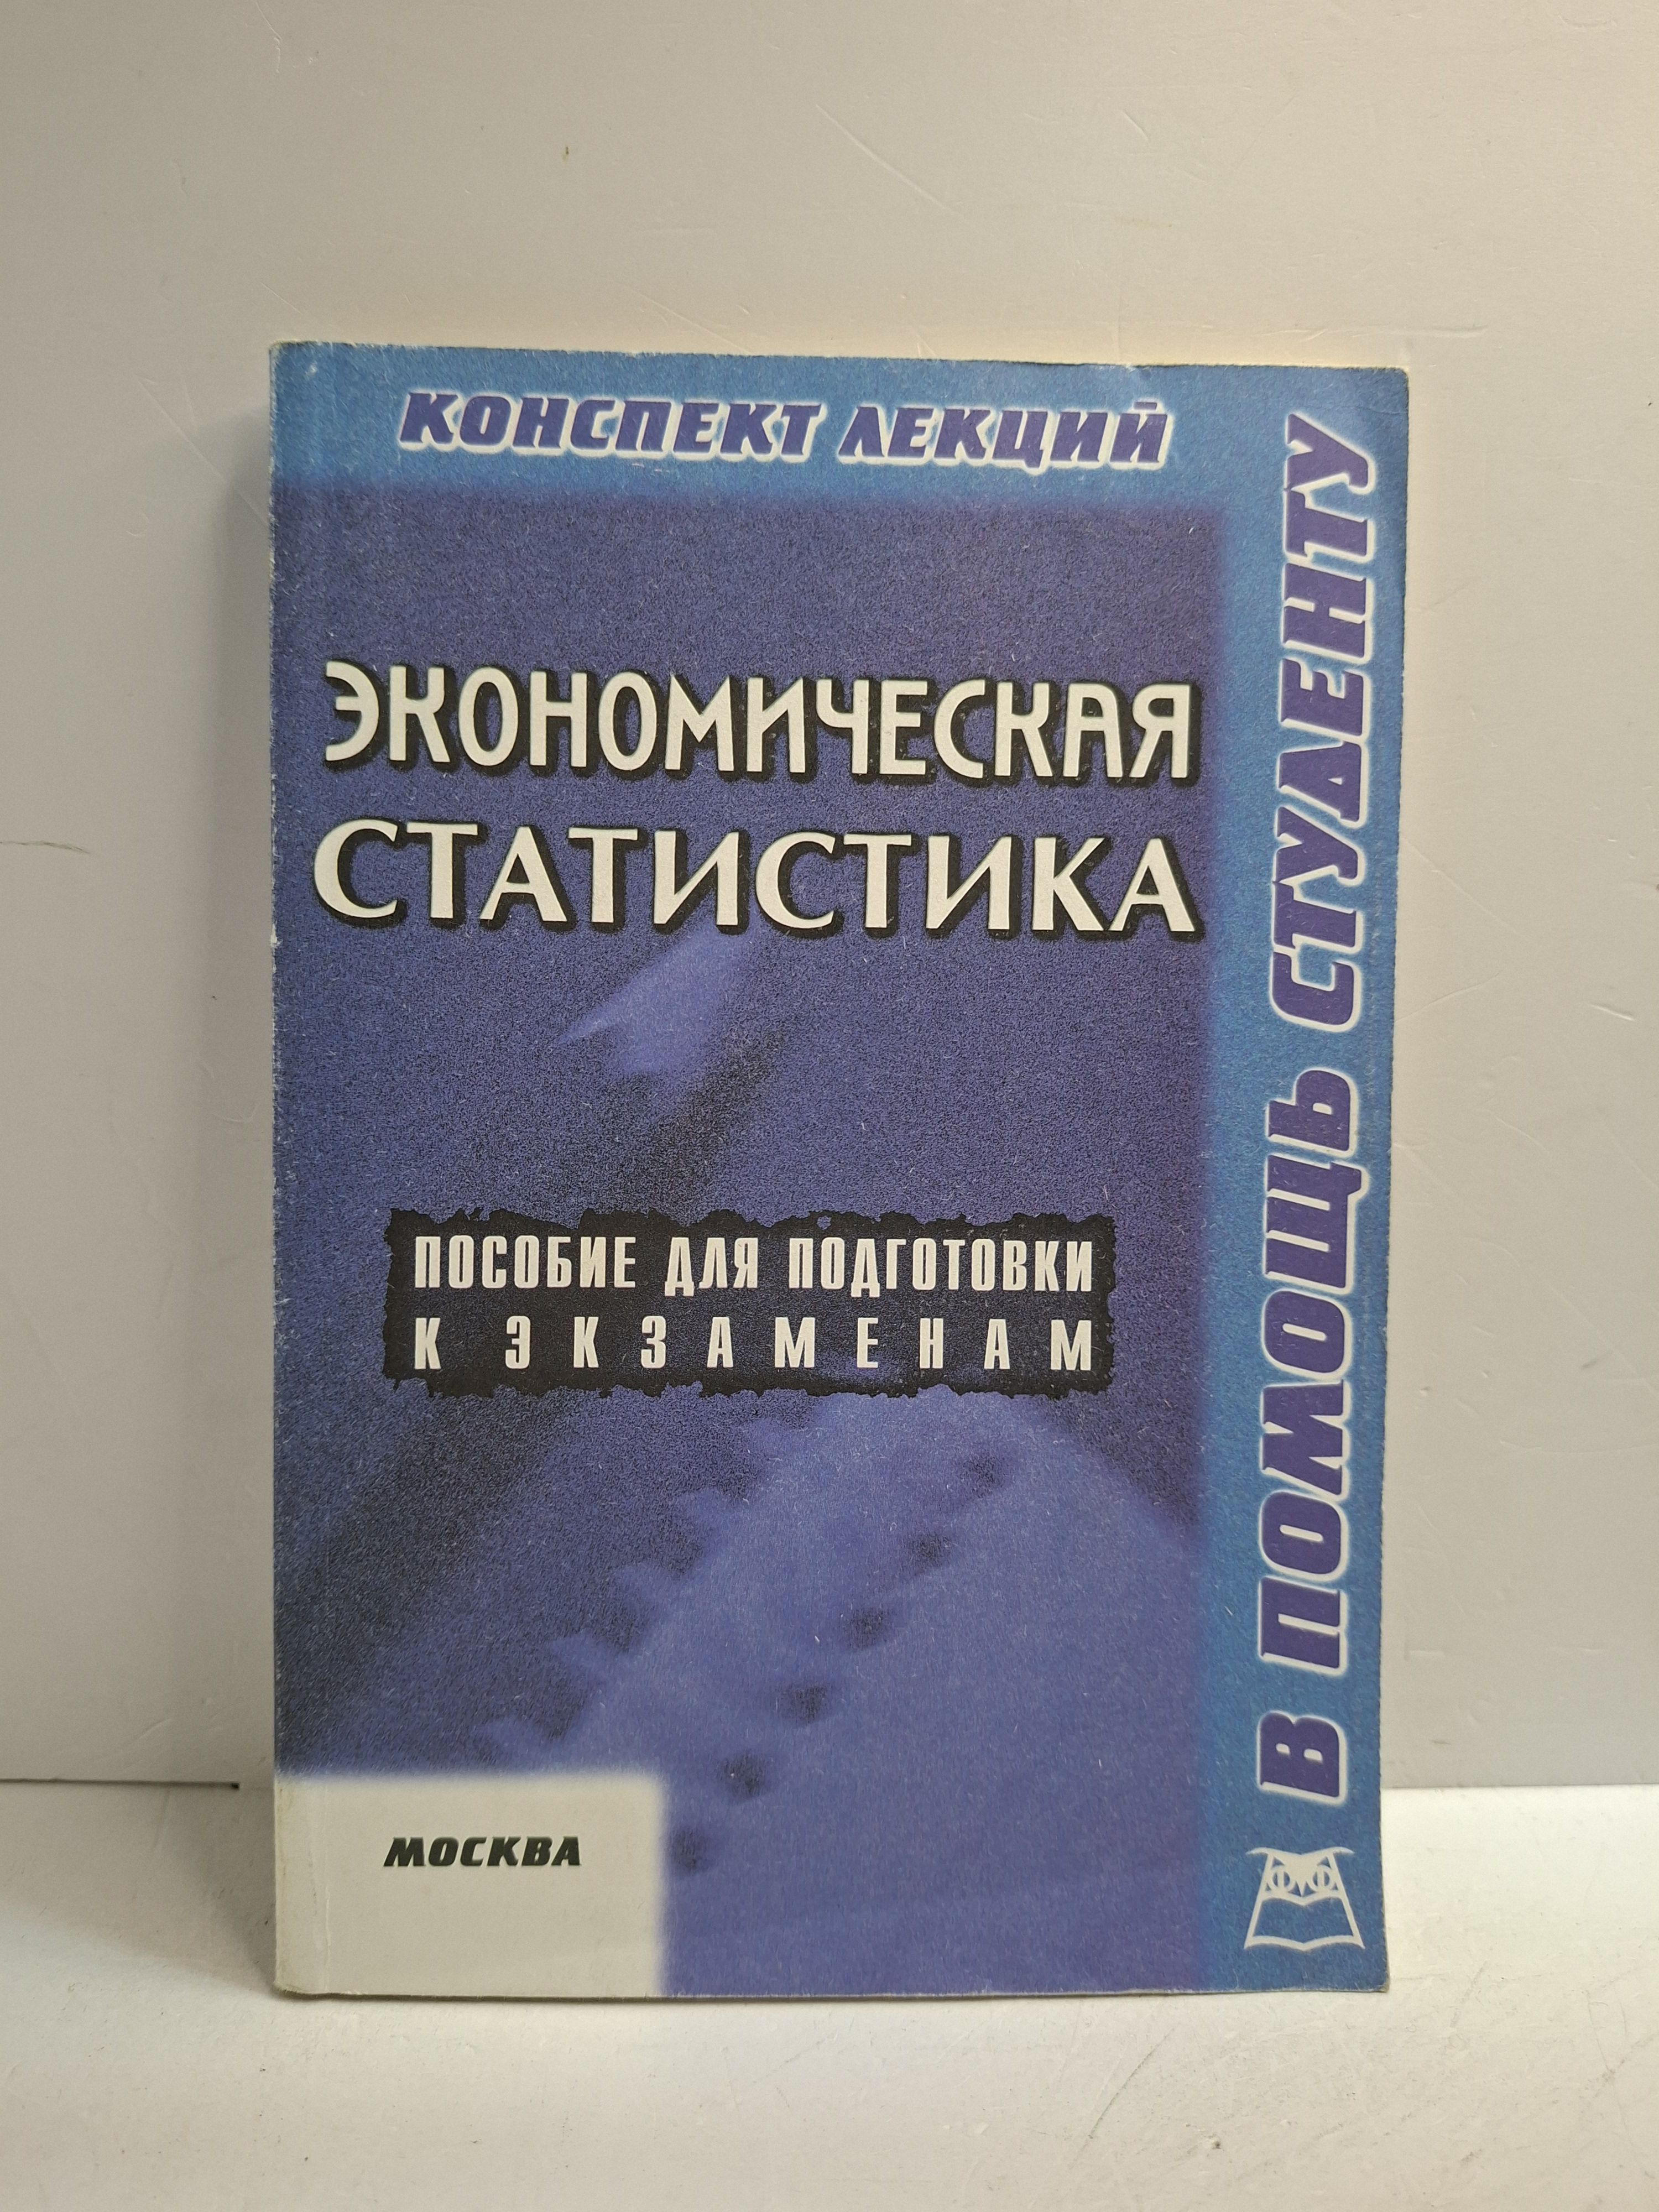 КОНСПЕКТ ЛЕКЦИЙ
ЭКОНОМИЧЕСКАЯ
СТАТИСТИКА
ПОСОБИЕ ДЛЯ ПОДГОТОВКИ
К ЭКЗАМЕНАМ
МОСКВА
В ПОМОЩЬ СТУДЕНТУ